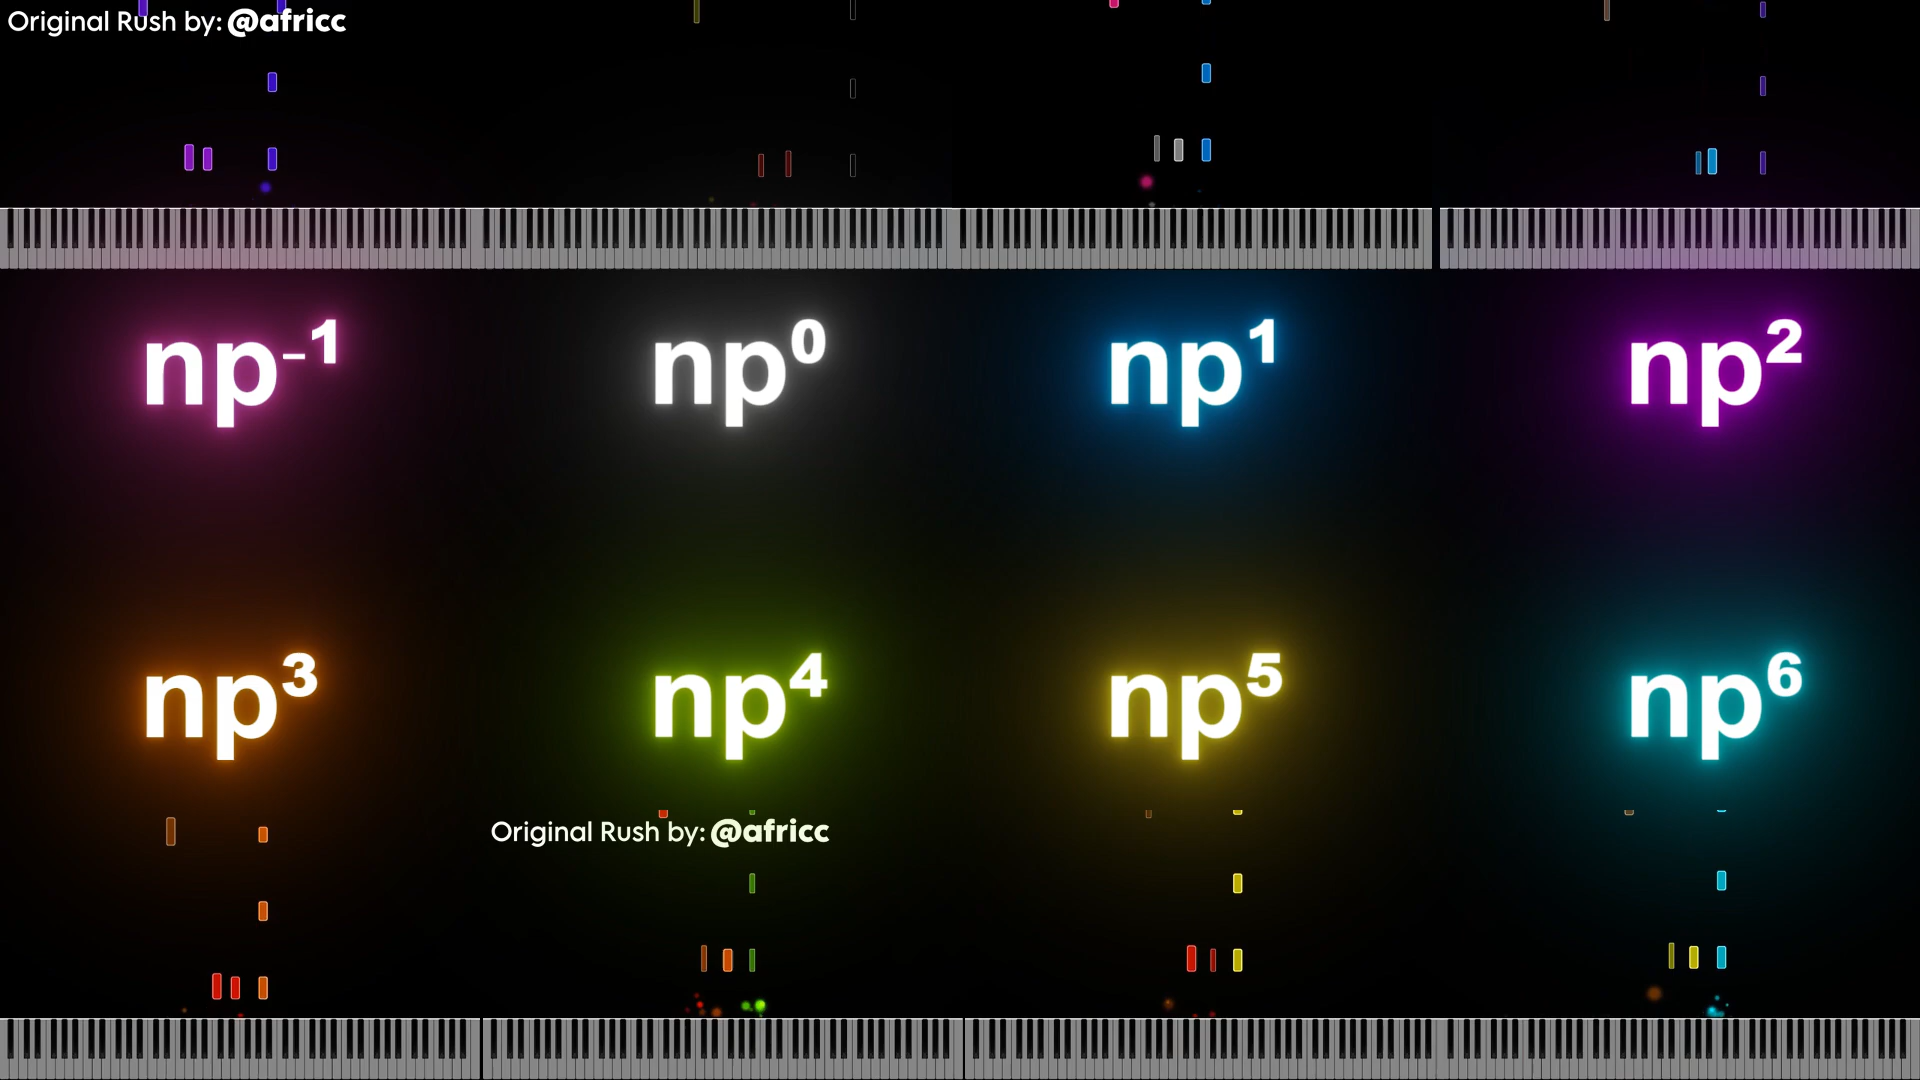 Original Rush by: @africc
np⁻¹
np⁰
np¹
np²
np³
np⁴
np⁵
np⁶
Original Rush by: @africc